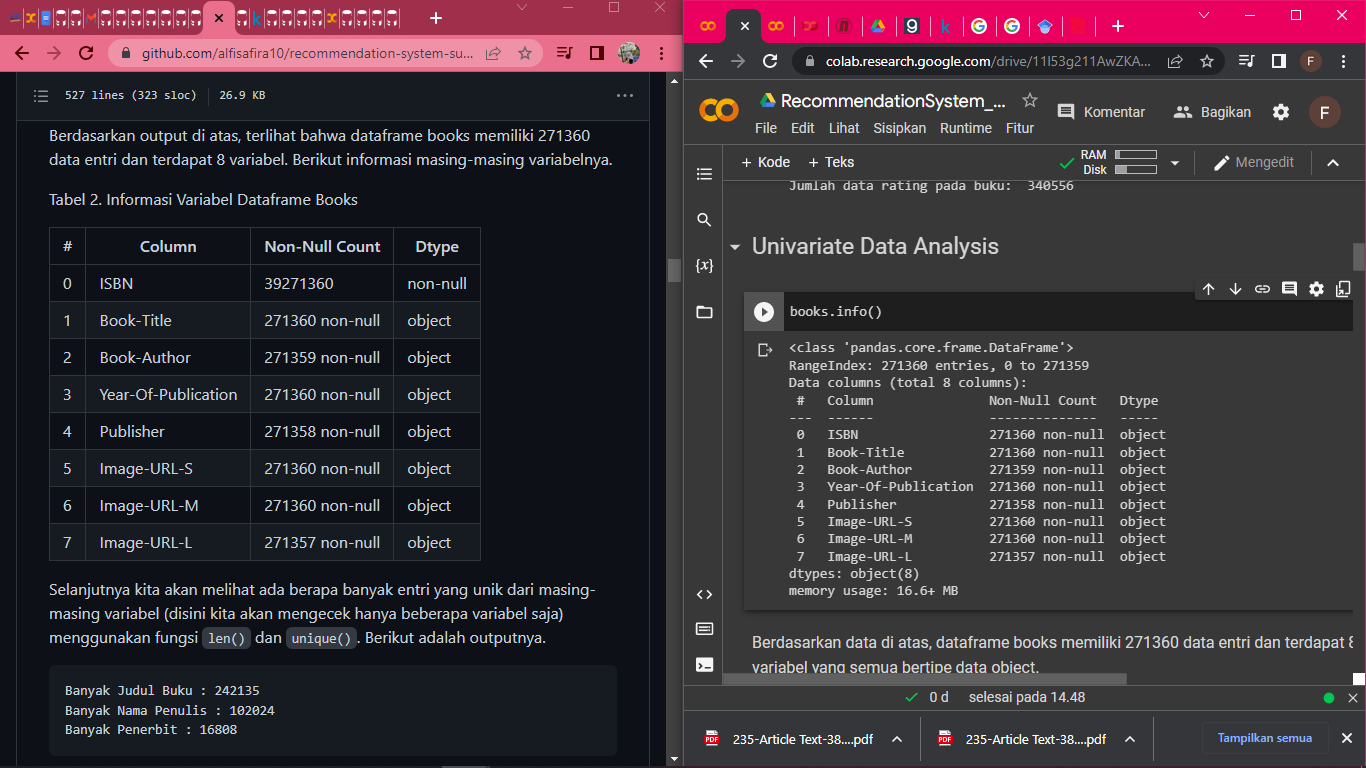 github.com/alfisafira10/recommendation-system-su...
527 lines (323 sloc) 26.9 KB
Berdasarkan output di atas, terlihat bahwa dataframe books memiliki 271360
data entri dan terdapat 8 variabel. Berikut informasi masing-masing variabelnya.
Tabel 2. Informasi Variabel Dataframe Books
# Column Non-Null Count Dtype
0 ISBN 39271360 non-null
1 Book-Title 271360 non-null object
2 Book-Author 271359 non-null object
3 Year-Of-Publication 271360 non-null object
4 Publisher 271358 non-null object
5 Image-URL-S 271360 non-null object
6 Image-URL-M 271360 non-null object
7 Image-URL-L 271357 non-null object
Selanjutnya kita akan melihat ada berapa banyak entri yang unik dari masing-
masing variabel (disini kita akan mengecek hanya beberapa variabel saja)
menggunakan fungsi len() dan unique(). Berikut adalah outputnya.
Banyak Judul Buku : 242135
Banyak Nama Penulis : 102024
Banyak Penerbit : 16808
colab.research.google.com/drive/11l53g211AwZKA...
F
RecommendationSystem_...
File Edit Lihat Sisipkan Runtime Fitur
Komentar Bagikan F
+ Kode + Teks
RAM
Disk
Mengedit
Jumlah data rating pada buku: 340556
Univariate Data Analysis
books.info()
<class 'pandas.core.frame.DataFrame'>
RangeIndex: 271360 entries, 0 to 271359
Data columns (total 8 columns):
# Column Non-Null Count Dtype
--- ------ -------------- -----
0 ISBN 271360 non-null object
1 Book-Title 271360 non-null object
2 Book-Author 271359 non-null object
3 Year-Of-Publication 271360 non-null object
4 Publisher 271358 non-null object
5 Image-URL-S 271360 non-null object
6 Image-URL-M 271360 non-null object
7 Image-URL-L 271357 non-null object
dtypes: object(8)
memory usage: 16.6+ MB
Berdasarkan data di atas, dataframe books memiliki 271360 data entri dan terdapat 8
variabel yang semua bertipe data object.
0 d selesai pada 14.48
PDF 235-Article Text-38....pdf
PDF 235-Article Text-38....pdf
Tampilkan semua